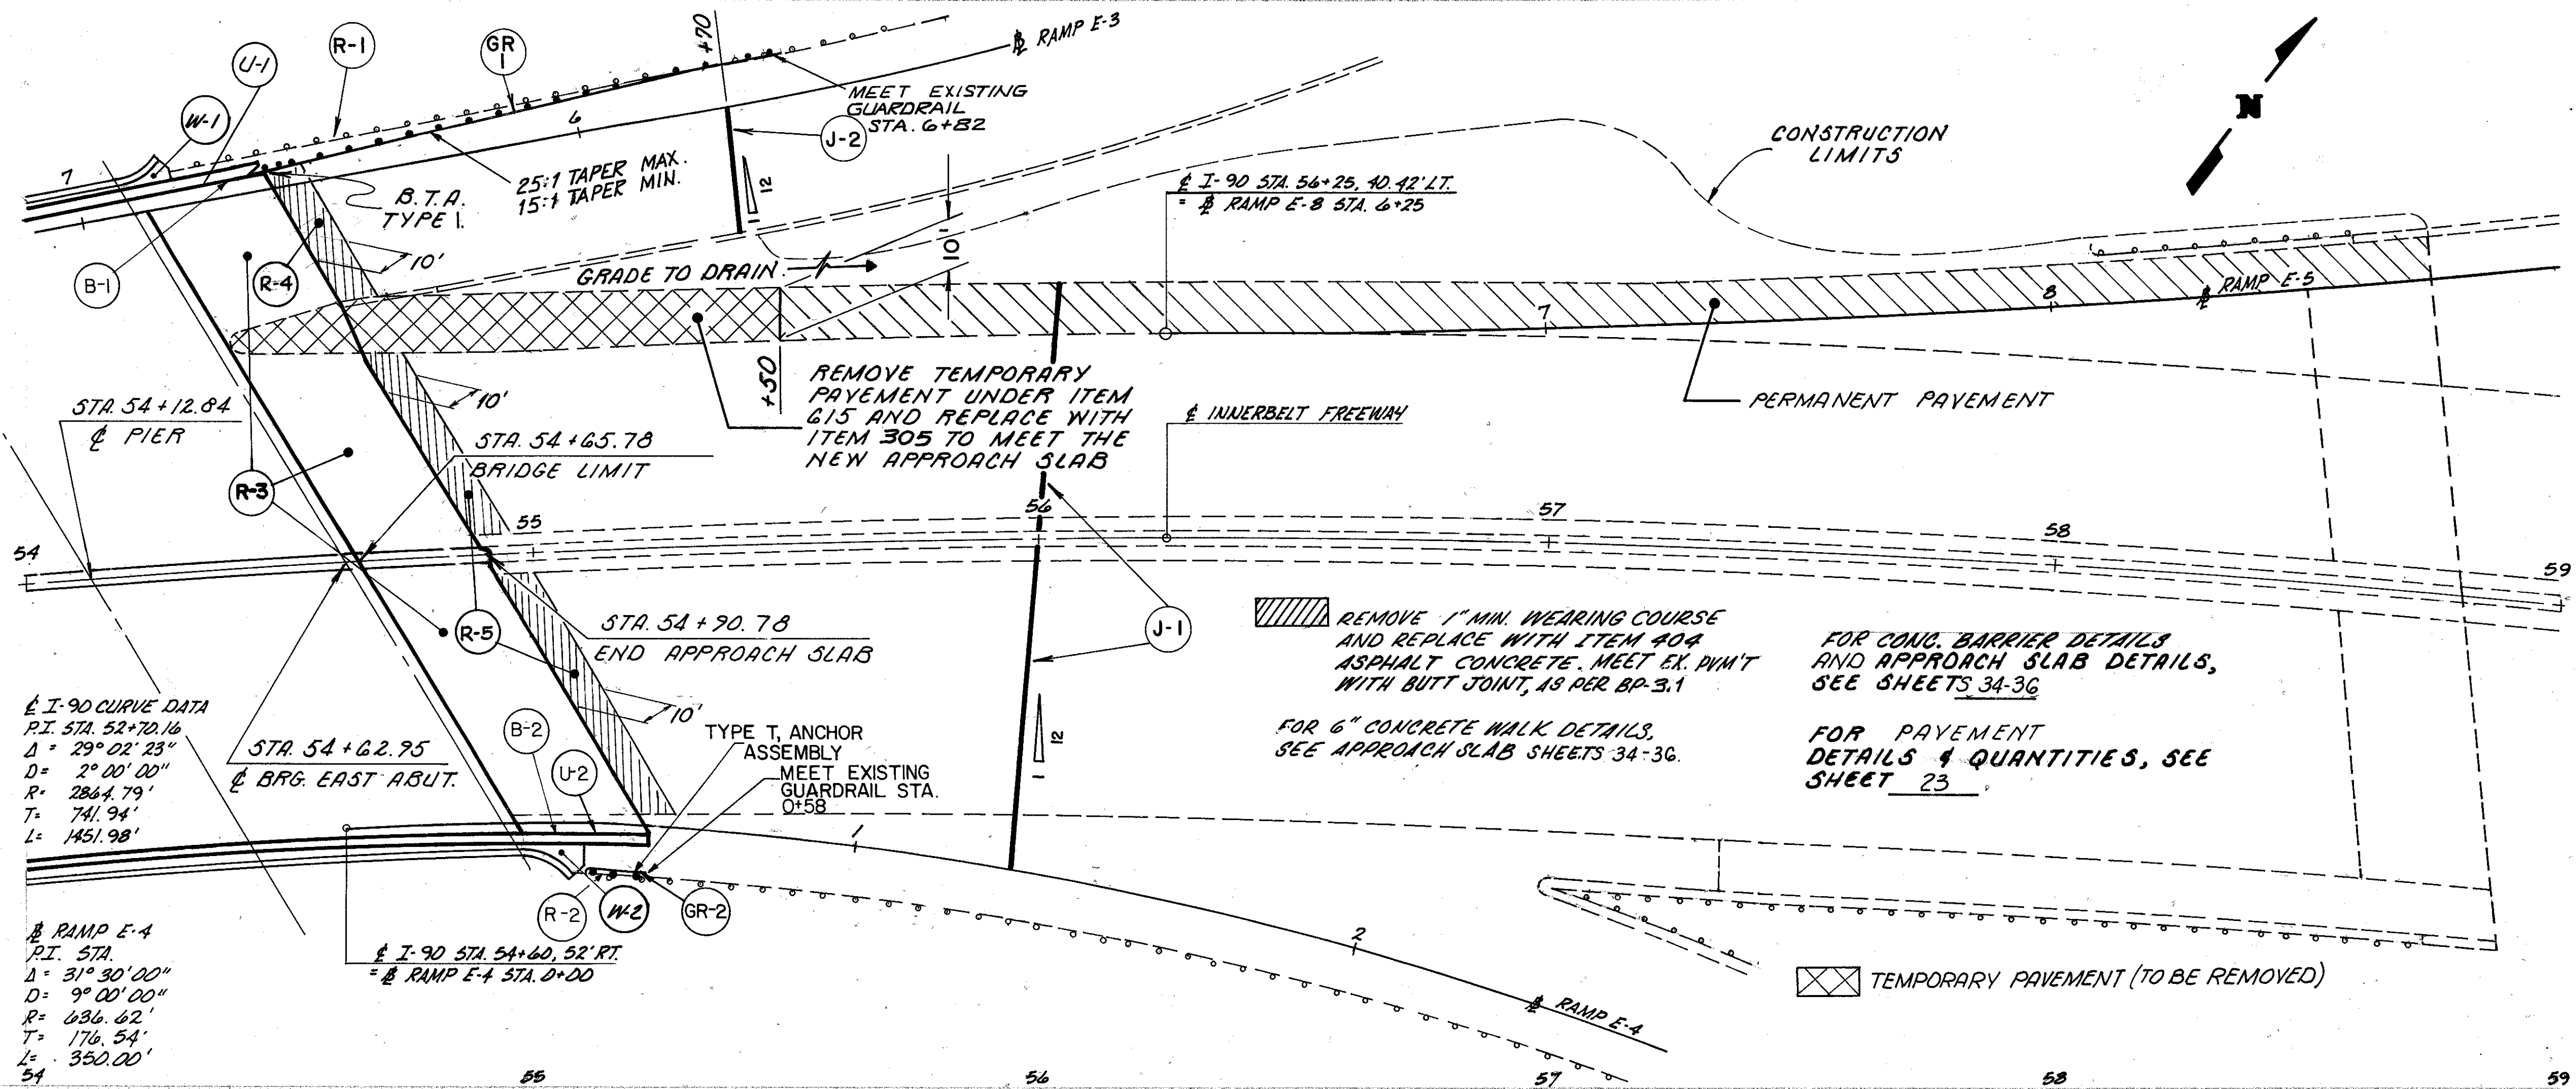 +70
℄ RAMP E-3
R-1
GR
1
U-1
W-1
MEET EXISTING
GUARDRAIL
STA. 6+82
J-2
6
7
25:1 TAPER MAX.
15:1 TAPER MIN.
B.T.A.
TYPE 1.
12
1
N
CONSTRUCTION
LIMITS
℄ I-90 STA. 56+25, 40.42' LT.
= ⅊ RAMP E-8 STA. 6+25
B-1
R-4
10'
GRADE TO DRAIN
10'
⅊ RAMP E-5
7
8
+50
REMOVE TEMPORARY
PAVEMENT UNDER ITEM
615 AND REPLACE WITH
ITEM 305 TO MEET THE
NEW APPROACH SLAB
PERMANENT PAVEMENT
10'
STA. 54+12.84
℄ PIER
STA. 54+65.78
BRIDGE LIMIT
℄ INNERBELT FREEWAY
R-3
54
55
56
57
58
59
R-5
STA. 54+90.78
END APPROACH SLAB
J-1
REMOVE 1" MIN. WEARING COURSE
AND REPLACE WITH ITEM 404
ASPHALT CONCRETE. MEET EX. PVM'T
WITH BUTT JOINT, AS PER BP-3.1
FOR CONC. BARRIER DETAILS
AND APPROACH SLAB DETAILS,
SEE SHEETS 34-36
℄ I-90 CURVE DATA
P.I. STA. 52+70.16
Δ = 29° 02' 23"
D= 2° 00' 00"
R= 2864.79'
T= 741.94'
L= 1451.98'
STA. 54+62.95
℄ BRG. EAST ABUT.
10'
B-2
U-2
TYPE T, ANCHOR
ASSEMBLY
MEET EXISTING
GUARDRAIL STA.
0+58
12
1
FOR 6" CONCRETE WALK DETAILS,
SEE APPROACH SLAB SHEETS 34-36.
FOR PAVEMENT
DETAILS & QUANTITIES, SEE
SHEET 23.
1
R-2
W-2
GR-2
2
⅊ RAMP E-4
P.I. STA.
Δ = 31° 30' 00"
D= 9° 00' 00"
R= 636.62'
T= 176.54'
L= 350.00'
℄ I-90 STA. 54+60, 52' RT.
= ⅊ RAMP E-4 STA. 0+00
TEMPORARY PAVEMENT (TO BE REMOVED)
⅊ RAMP E-4
54
55
56
57
58
59